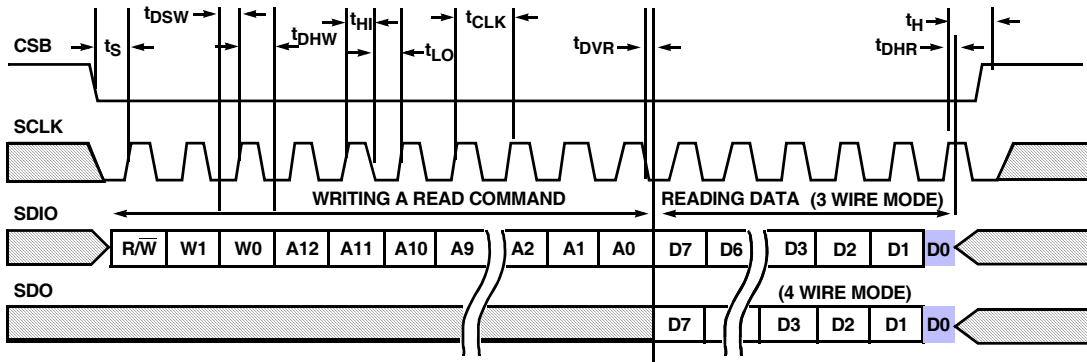 tDSW tHI tCLK tH
CSB tS tDHW tLO tDVR tDHR
SCLK
WRITING A READ COMMAND READING DATA (3 WIRE MODE)
SDIO
R/W̅ W1 W0 A12 A11 A10 A9 A2 A1 A0 D7 D6 D3 D2 D1 D0
SDO (4 WIRE MODE)
D7 D3 D2 D1 D0